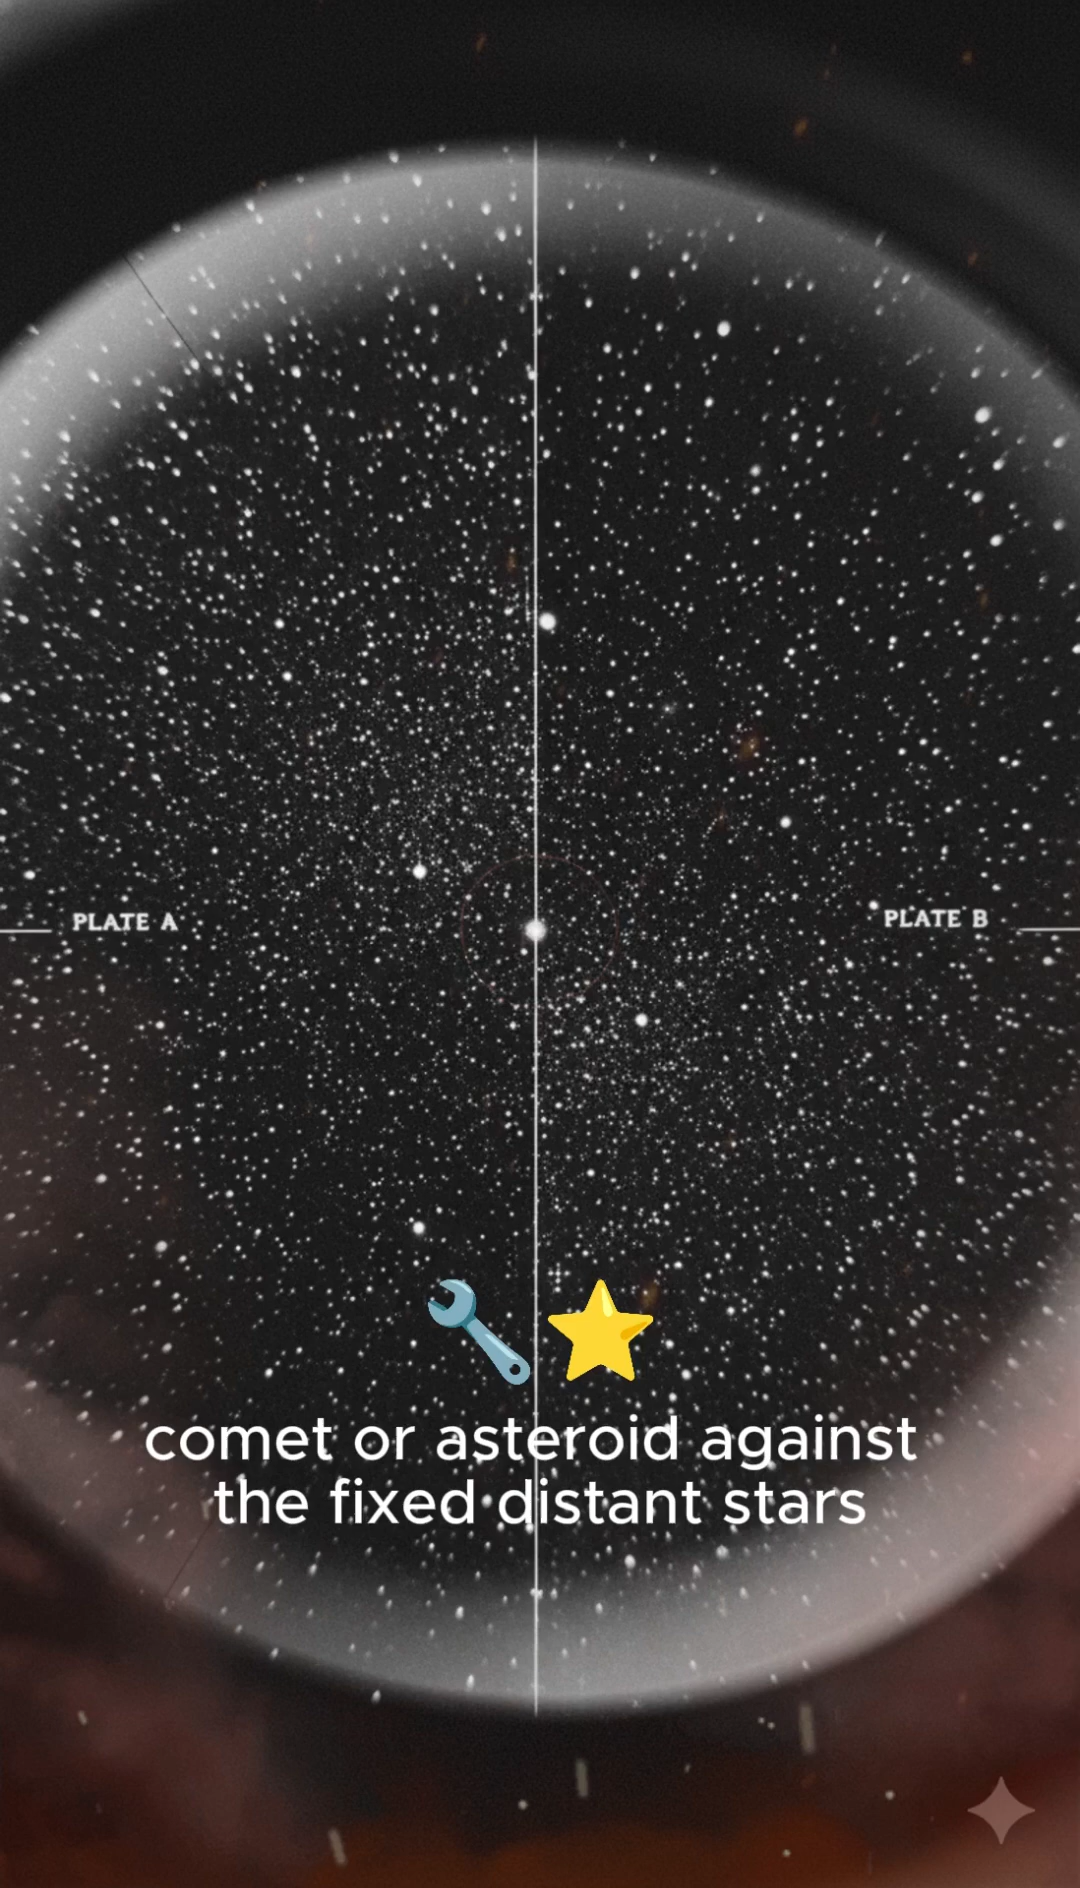 PLATE A
PLATE B
comet or asteroid against
the fixed distant stars